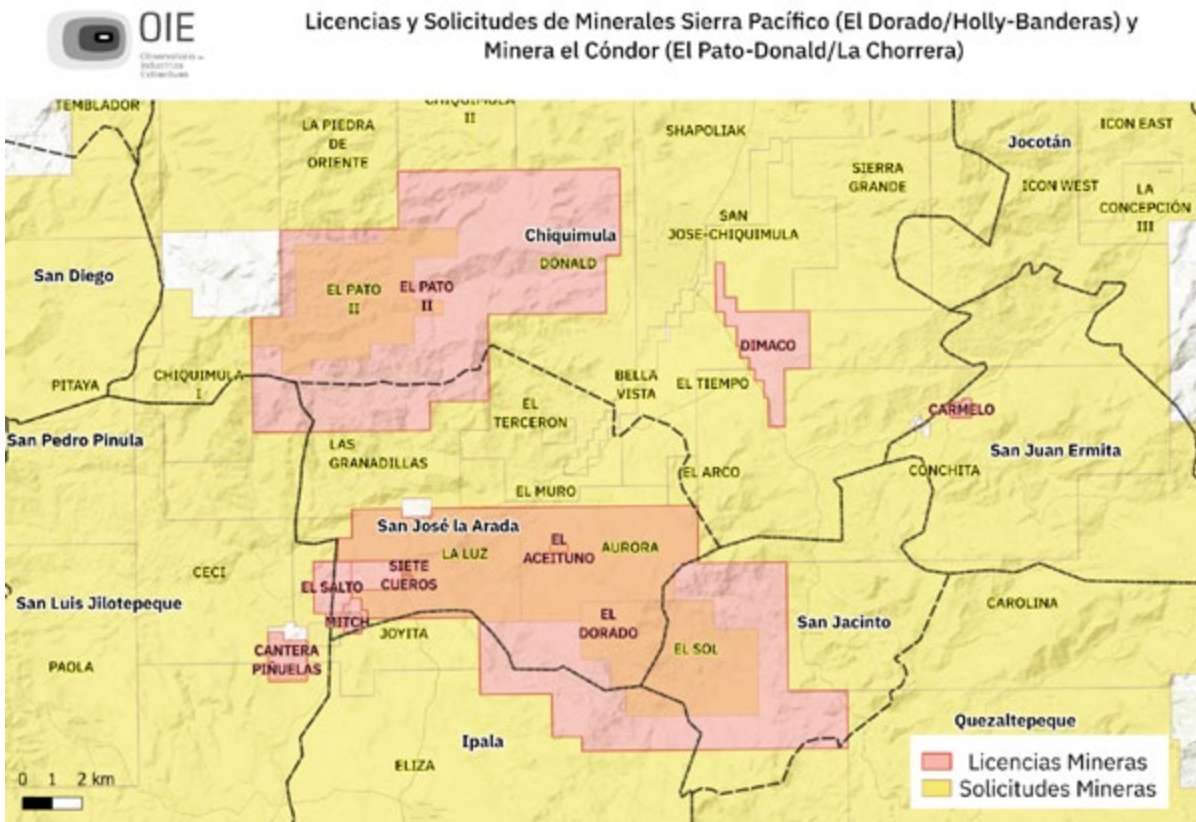 OIE
Observatorio de
Industrias
Extractivas
Licencias y Solicitudes de Minerales Sierra Pacífico (El Dorado/Holly-Banderas) y
Minera el Cóndor (El Pato-Donald/La Chorrera)
TEMBLADOR
CHIQUIMULA
II
LA PIEDRA
DE
ORIENTE
SHAPOLIAK
Jocotán
ICON EAST
SIERRA
GRANDE
ICON WEST
LA
CONCEPCIÓN
III
SAN
JOSE-CHIQUIMULA
Chiquimula
DONALD
San Diego
EL PATO
II
EL PATO
II
DIMACO
PITAYA
CHIQUIMULA
I
BELLA
VISTA
EL TIEMPO
EL
TERCERON
CARMELO
San Pedro Pinula
LAS
GRANADILLAS
San Juan Ermita
EL ARCO
CONCHITA
EL MURO
San José la Arada
LA LUZ
EL
ACEITUNO
AURORA
CECI
EL SALTO
SIETE
CUEROS
San Luis Jilotepeque
CAROLINA
MITCH
JOYITA
EL
DORADO
San Jacinto
EL SOL
PAOLA
CANTERA
PIÑUELAS
Quezaltepeque
Ipala
ELIZA
0 1 2 km
Licencias Mineras
Solicitudes Mineras